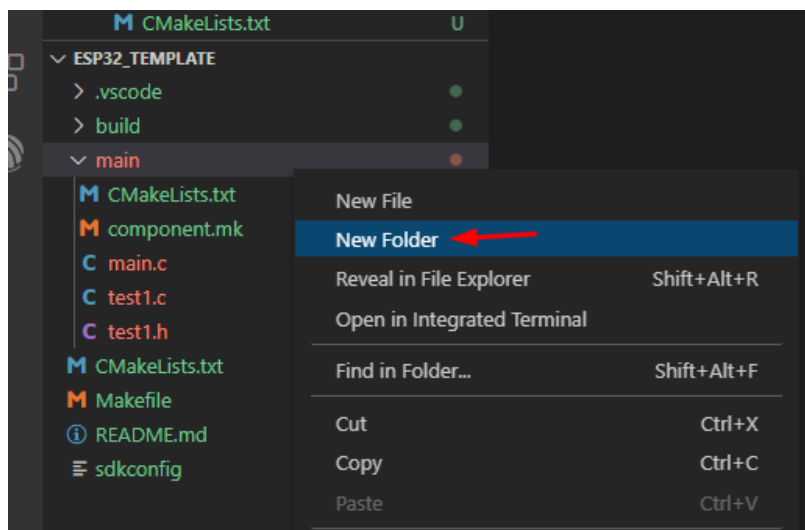 CMakeLists.txt U
ESP32_TEMPLATE
.vscode
build
main
CMakeLists.txt
component.mk
main.c
test1.c
test1.h
CMakeLists.txt
Makefile
README.md
sdkconfig
New File
New Folder
Reveal in File Explorer Shift+Alt+R
Open in Integrated Terminal
Find in Folder... Shift+Alt+F
Cut Ctrl+X
Copy Ctrl+C
Paste Ctrl+V